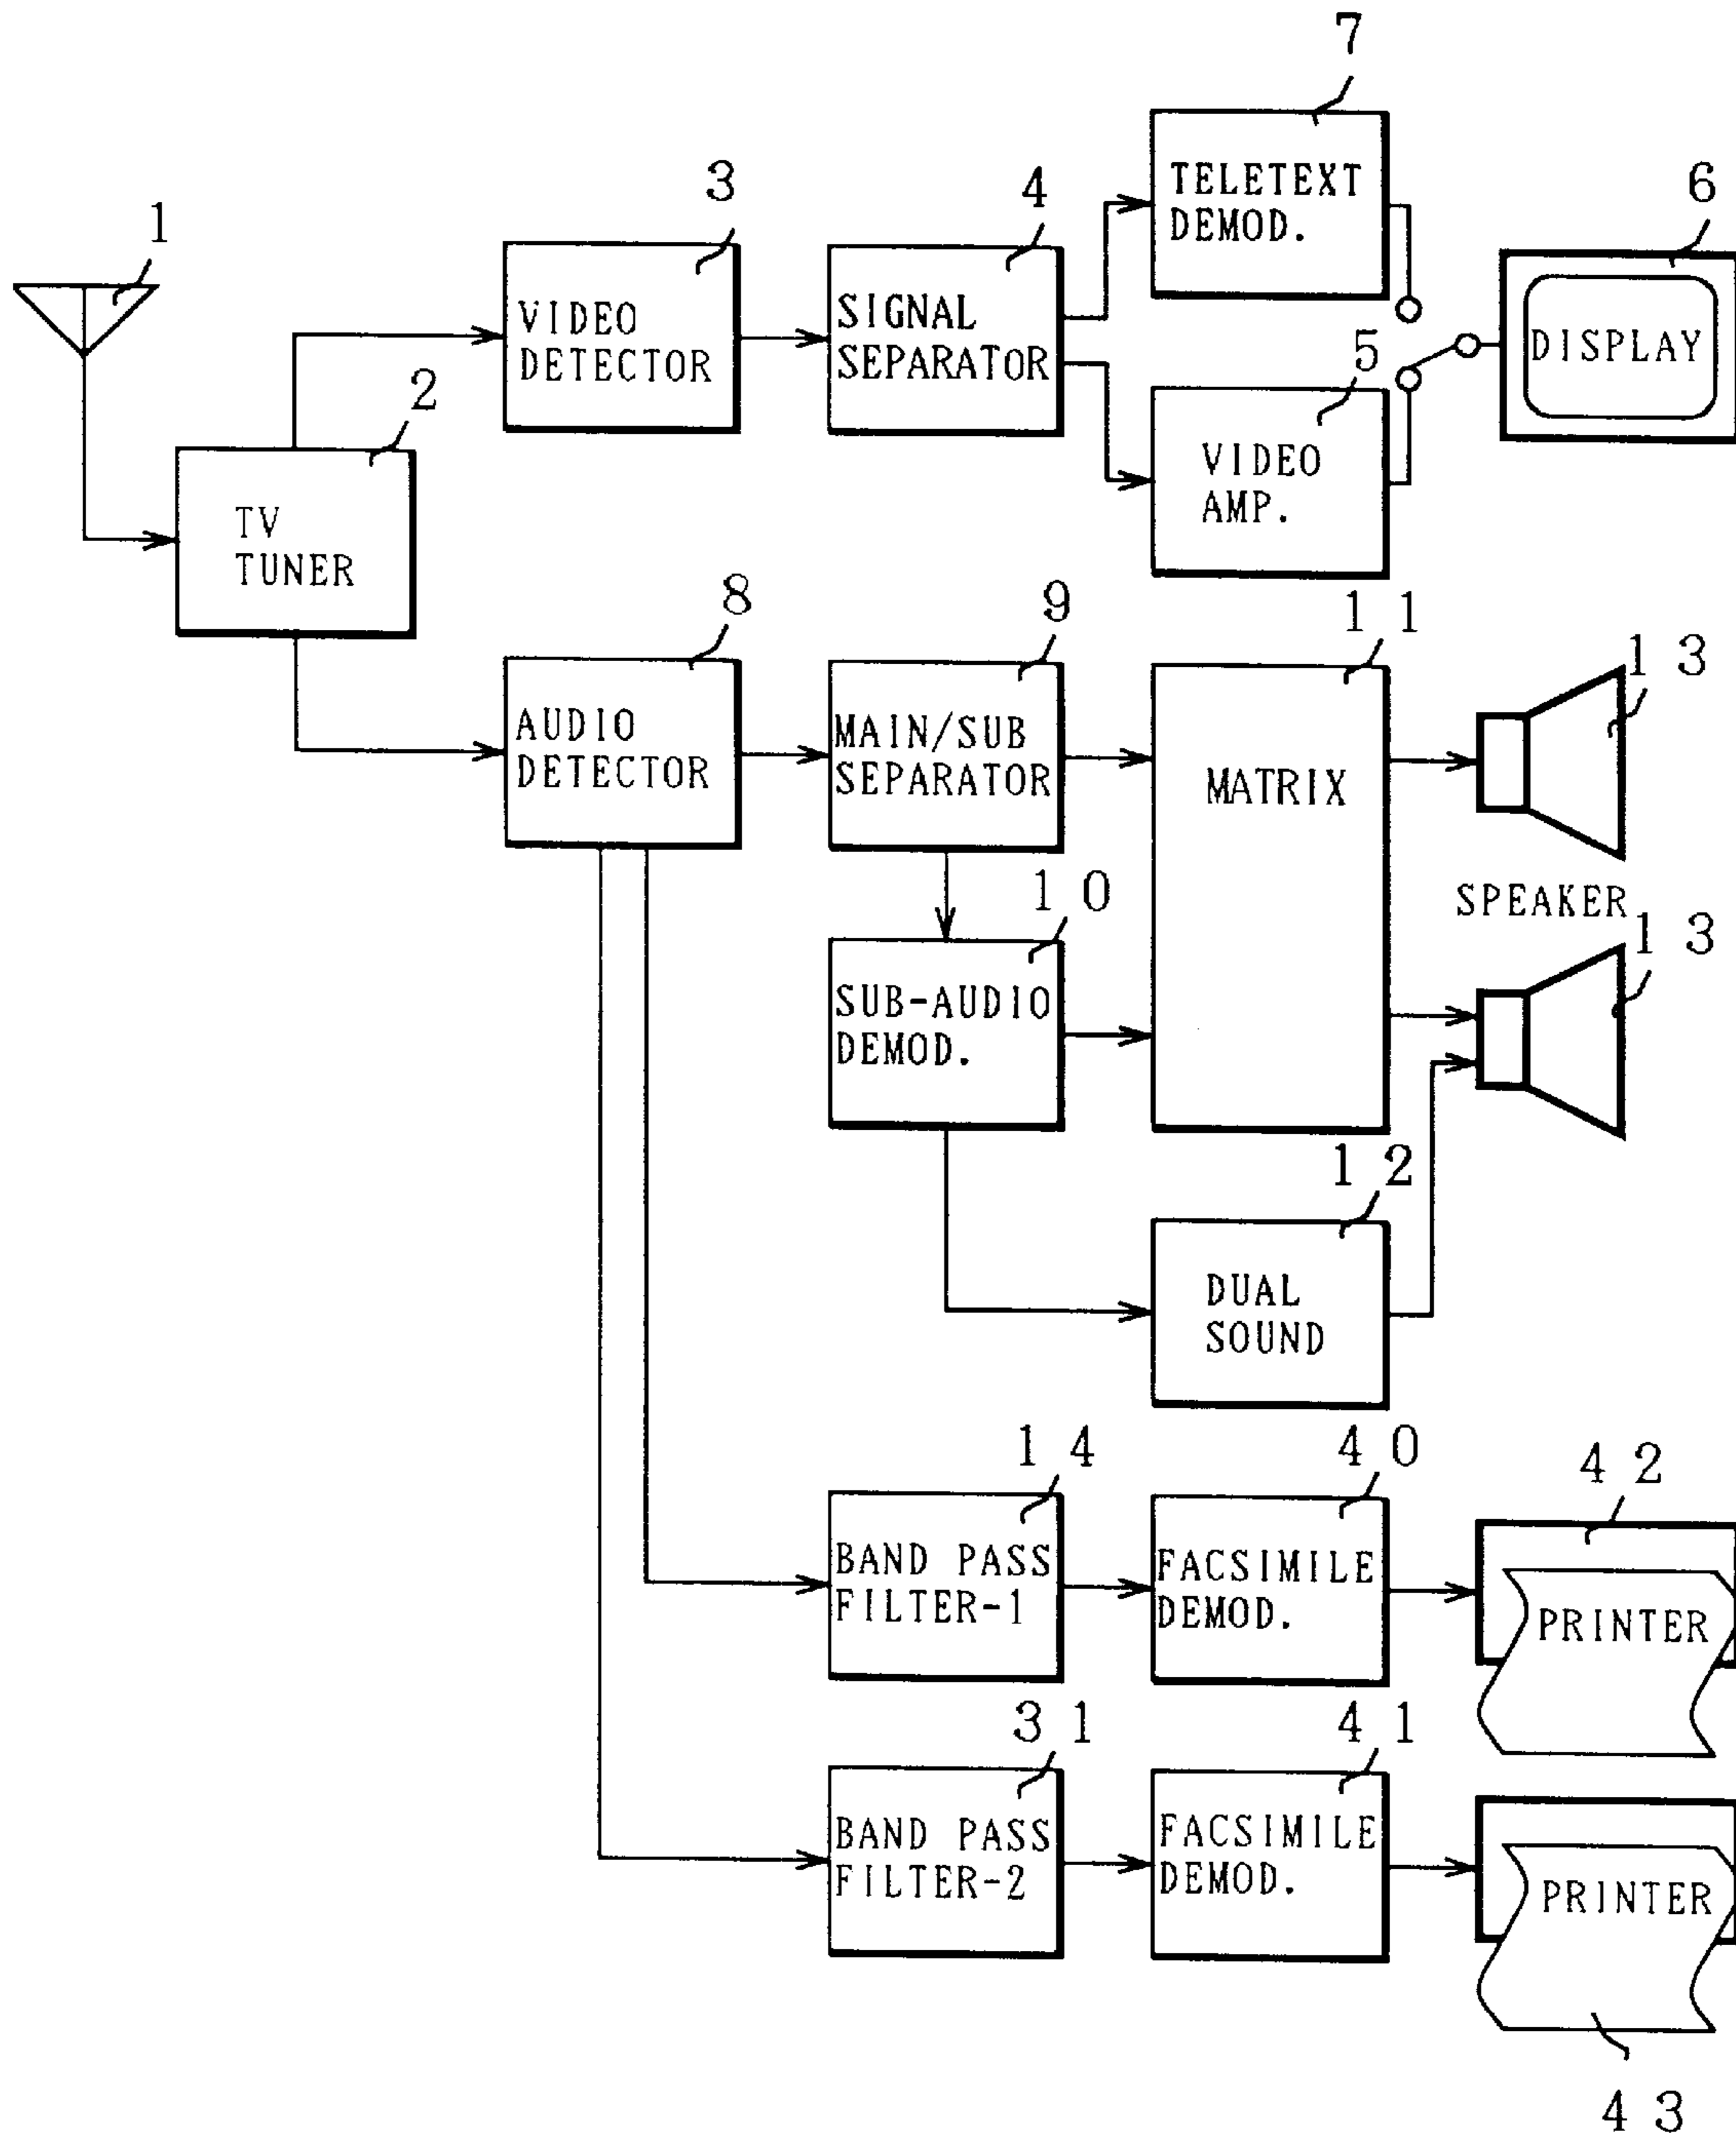 7
TELETEXT
DEMOD.
3
4
6
1
VIDEO
DETECTOR
SIGNAL
SEPARATOR
DISPLAY
5
2
VIDEO
AMP.
TV
TUNER
8
9
1 1
1 3
AUDIO
DETECTOR
MAIN/SUB
SEPARATOR
MATRIX
SPEAKER
1 0
1 3
SUB-AUDIO
DEMOD.
1 2
DUAL
SOUND
1 4
4 0
4 2
BAND PASS
FILTER-1
FACSIMILE
DEMOD.
PRINTER
3 1
4 1
BAND PASS
FILTER-2
FACSIMILE
DEMOD.
PRINTER
4 3